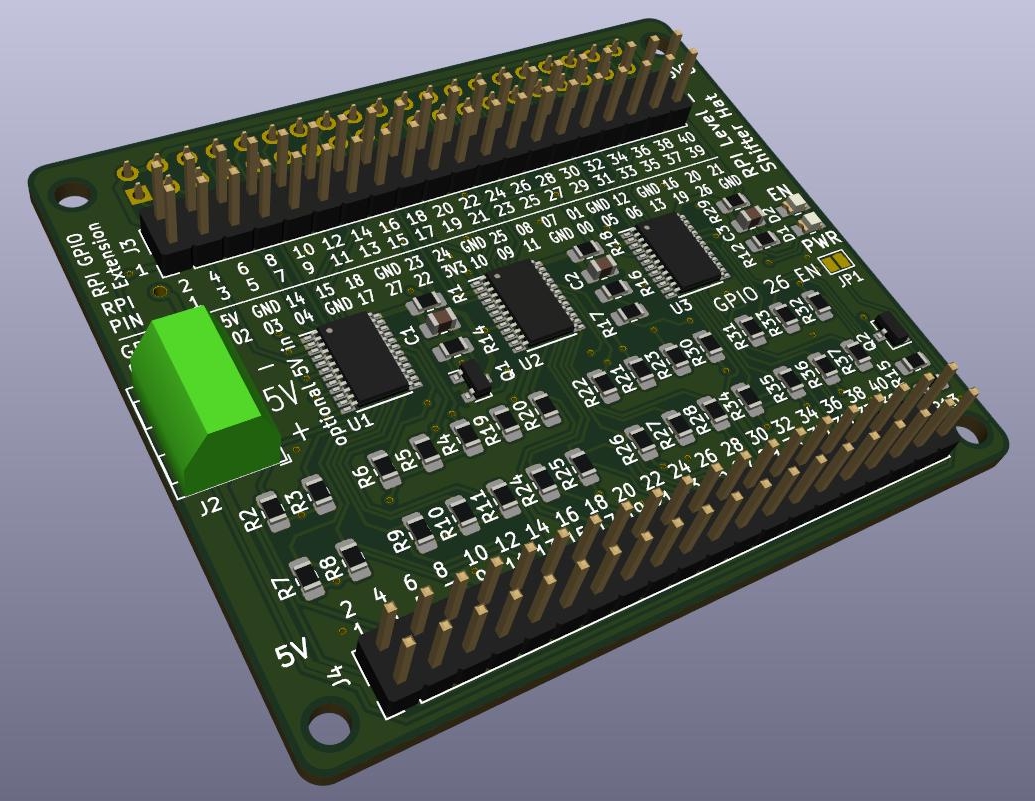 RPI Level
Shifter Hat
RPI GPIO
Extension
J3
1
RPI
PIN
2 4 6 8 10 12 14 16 18 20 22 24 26 28 30 32 34 36 38 40
1 3 5 7 9 11 13 15 17 19 21 23 25 27 29 31 33 35 37 39
5V GND 14 15 18 GND 23 24 GND 25 08 07 01 GND 12 GND 16 20 21
02 03 04 GND 17 27 22 3V3 10 09 11 GND 00 05 06 13 19 26 GND
5V in
optional
-
5V
+
J2
U1
C1
R1
R14
Q1
U2
C2
R18
R16
R17
U3
C3
R29
R12
D1
D2
EN
PWR
GPIO 26 EN
JP1
R2
R3
R6
R5
R4
R19
R20
R22
R21
R23
R30
R31
R33
R32
R7
R8
R9
R10
R11
R24
R25
R26
R27
R28
R34
R35
R36
R37
Q2
2 4 6 8 10 12 14 16 18 20 22 24 26 28 30 32 34 36 38 40
1
5V
J4